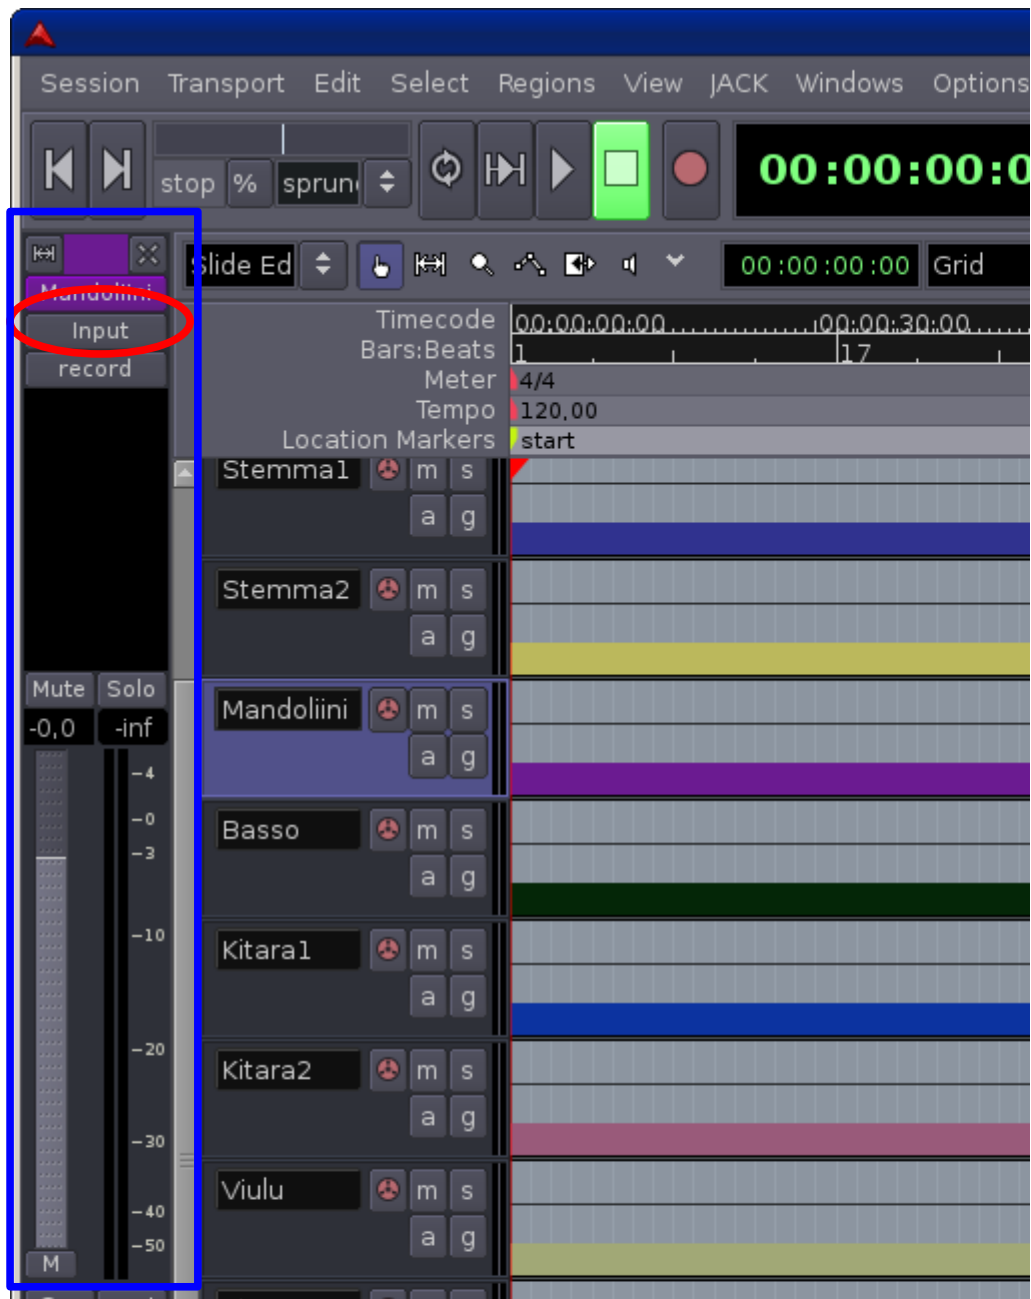 Session Transport Edit Select Regions View JACK Windows Options
stop % sprun 00:00:00:0
Slide Ed 00:00:00:00 Grid
Mandoliini
Input
record
Timecode 00:00:00:00 00:00:30:00
Bars:Beats 1 17
Meter 4/4
Tempo 120,00
Location Markers start
Stemma1 m s
a g
Stemma2 m s
a g
Mute Solo
-0,0 -inf
Mandoliini m s
a g
-4
-0
-3
Basso m s
a g
-10
Kitara1 m s
a g
-20
Kitara2 m s
a g
-30
Viulu m s
a g
-40
-50
M